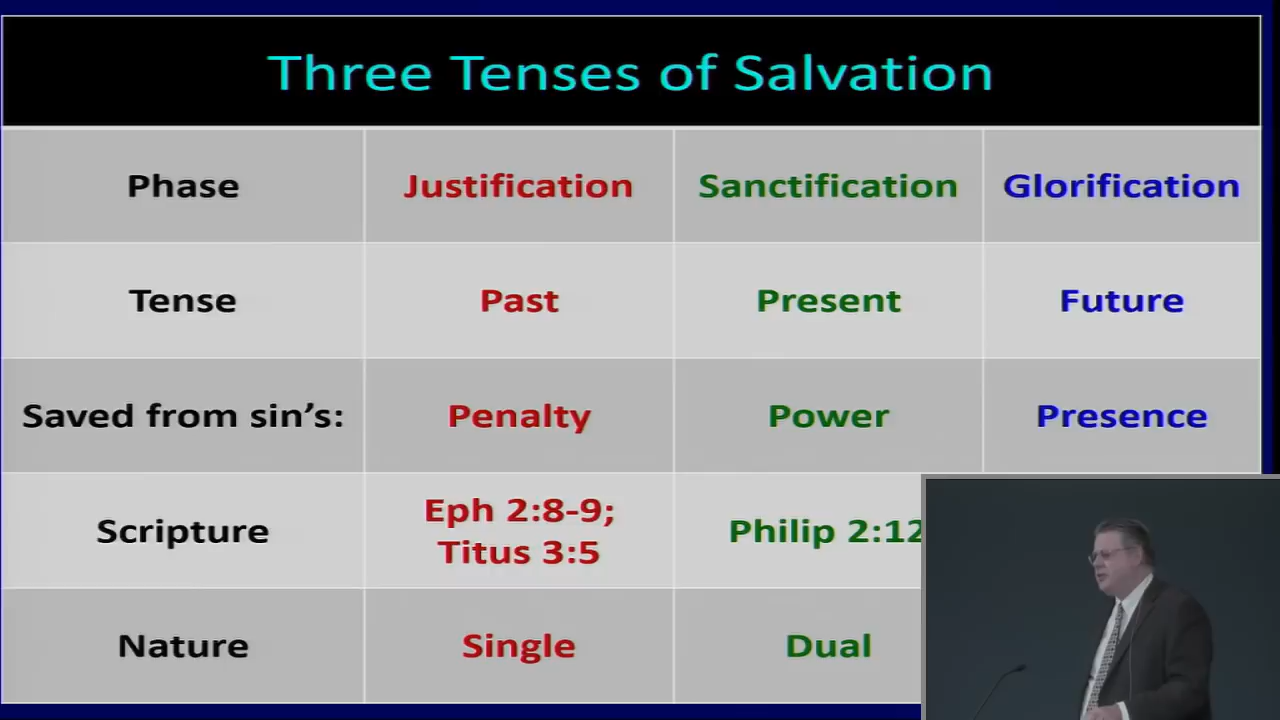 Three Tenses of Salvation
Phase Justification Sanctification Glorification
Tense Past Present Future
Saved from sin's: Penalty Power Presence
Scripture Eph 2:8-9; Titus 3:5 Philip 2:12
Nature Single Dual